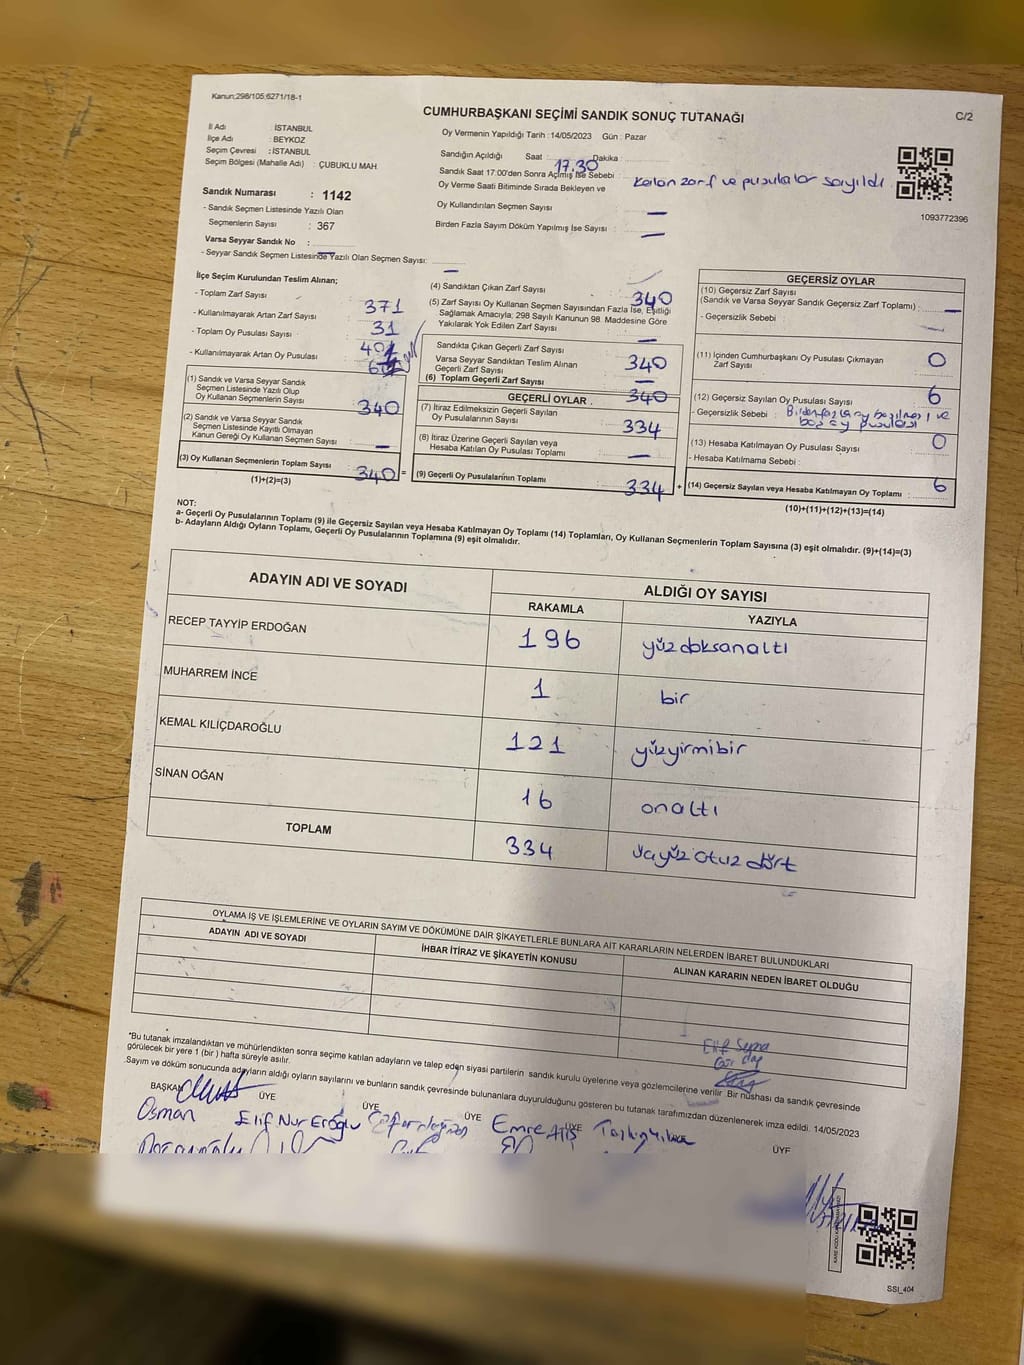 Kanun;298/105;6271/18-1
C/2
CUMHURBAŞKANI SEÇİMİ SANDIK SONUÇ TUTANAĞI
İl Adı : İSTANBUL
İlçe Adı : BEYKOZ
Seçim Çevresi : İSTANBUL
Seçim Bölgesi (Mahalle Adı) : ÇUBUKLU MAH.
Sandık Numarası : 1142
- Sandık Seçmen Listesinde Yazılı Olan
Seçmenlerin Sayısı : 367
Varsa Seyyar Sandık No :
- Seyyar Sandık Seçmen Listesinde Yazılı Olan Seçmen Sayısı: —
Oy Vermenin Yapıldığı Tarih :14/05/2023 Gün : Pazar
Sandığın Açıldığı Saat : 17.30 Dakika :
Sandık Saat 17:00'den Sonra Açılmış İse Sebebi : Kalan zarf ve pusulalar sayıldı
Oy Verme Saati Bitiminde Sırada Bekleyen ve
Oy Kullandırılan Seçmen Sayısı : —
Birden Fazla Sayım Döküm Yapılmış İse Sayısı : —
1093772396
İlçe Seçim Kurulundan Teslim Alınan;
- Toplam Zarf Sayısı : 371
- Kullanılmayarak Artan Zarf Sayısı : 31
- Toplam Oy Pusulası Sayısı
- Kullanılmayarak Artan Oy Pusulası
(1) Sandık ve Varsa Seyyar Sandık
Seçmen Listesinde Yazılı Olup
Oy Kullanan Seçmenlerin Sayısı : 340
(2) Sandık ve Varsa Seyyar Sandık
Seçmen Listesinde Kayıtlı Olmayan
Kanun Gereği Oy Kullanan Seçmen Sayısı : —
(3) Oy Kullanan Seçmenlerin Toplam Sayısı : 340 =
(1)+(2)=(3)
(4) Sandıktan Çıkan Zarf Sayısı : 340
(5) Zarf Sayısı Oy Kullanan Seçmen Sayısından Fazla İse, Eşitliği
Sağlamak Amacıyla; 298 Sayılı Kanunun 98. Maddesine Göre
Yakılarak Yok Edilen Zarf Sayısı : —
Sandıkta Çıkan Geçerli Zarf Sayısı : 340
Varsa Seyyar Sandıktan Teslim Alınan
Geçerli Zarf Sayısı : —
(6) Toplam Geçerli Zarf Sayısı : 340
GEÇERLİ OYLAR
(7) İtiraz Edilmeksizin Geçerli Sayılan
Oy Pusulalarının Sayısı : 334
(8) İtiraz Üzerine Geçerli Sayılan veya
Hesaba Katılan Oy Pusulası Toplamı : —
(9) Geçerli Oy Pusulalarının Toplamı : 334 +
GEÇERSİZ OYLAR
(10) Geçersiz Zarf Sayısı
(Sandık ve Varsa Seyyar Sandık Geçersiz Zarf Toplamı) : —
- Geçersizlik Sebebi : —
(11) İçinden Cumhurbaşkanı Oy Pusulası Çıkmayan
Zarf Sayısı : 0
(12) Geçersiz Sayılan Oy Pusulası Sayısı : 6
- Geçersizlik Sebebi : Birden fazla oy basılması ve
boş oy pusulası
(13) Hesaba Katılmayan Oy Pusulası Sayısı : 0
- Hesaba Katılmama Sebebi :
(14) Geçersiz Sayılan veya Hesaba Katılmayan Oy Toplamı : 6
(10)+(11)+(12)+(13)=(14)
NOT:
a- Geçerli Oy Pusulalarının Toplamı (9) ile Geçersiz Sayılan veya Hesaba Katılmayan Oy Toplamı (14) Toplamları, Oy Kullanan Seçmenlerin Toplam Sayısına (3) eşit olmalıdır. (9)+(14)=(3)
b- Adayların Aldığı Oyların Toplamı, Geçerli Oy Pusulalarının Toplamına (9) eşit olmalıdır.
ADAYIN ADI VE SOYADI ALDIĞI OY SAYISI
RAKAMLA YAZIYLA
RECEP TAYYİP ERDOĞAN 196 yüzdoksanaltı
MUHARREM İNCE 1 bir
KEMAL KILIÇDAROĞLU 121 yüzyirmibir
SİNAN OĞAN 16 onaltı
TOPLAM 334 üçyüz otuz dört
OYLAMA İŞ VE İŞLEMLERİNE VE OYLARIN SAYIM VE DÖKÜMÜNE DAİR ŞİKAYETLERLE BUNLARA AİT KARARLARIN NELERDEN İBARET BULUNDUKLARI
ADAYIN ADI VE SOYADI İHBAR İTİRAZ VE ŞİKAYETİN KONUSU ALINAN KARARIN NEDEN İBARET OLDUĞU
Elif
*Bu tutanak imzalandıktan ve mühürlendikten sonra seçime katılan adayların ve talep eden siyasi partilerin sandık kurulu üyelerine veya gözlemcilerine verilir. Bir nüshası da sandık çevresinde
görülecek bir yere 1 (bir) hafta süreyle asılır.
Sayım ve döküm sonucunda adayların aldığı oyların sayılarını ve bunların sandık çevresinde bulunanlara duyurulduğunu gösteren bu tutanak tarafımızdan düzenlenerek imza edildi. 14/05/2023
BAŞKAN ÜYE ÜYE ÜYE ÜYE ÜYE
Osman Elif Nur Eroğlu Emre
SSI_404